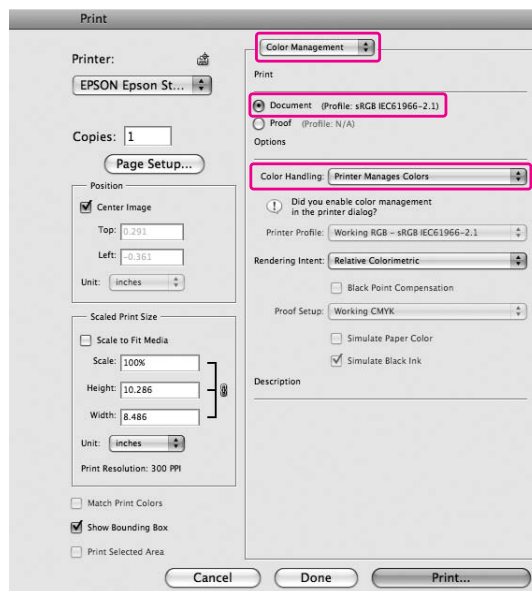 Print
Printer:
EPSON Epson St...
Copies: 1
Page Setup...
Position
Center Image
Top: 0.291
Left: -0.361
Unit: inches
Scaled Print Size
Scale to Fit Media
Scale: 100%
Height: 10.286
Width: 8.486
Unit: inches
Print Resolution: 300 PPI
Match Print Colors
Show Bounding Box
Print Selected Area
Color Management
Print
Document (Profile: sRGB IEC61966-2.1)
Proof (Profile: N/A)
Options
Color Handling: Printer Manages Colors
Did you enable color management
in the printer dialog?
Printer Profile: Working RGB - sRGB IEC61966-2.1
Rendering Intent: Relative Colorimetric
Black Point Compensation
Proof Setup: Working CMYK
Simulate Paper Color
Simulate Black Ink
Description
Cancel
Done
Print...